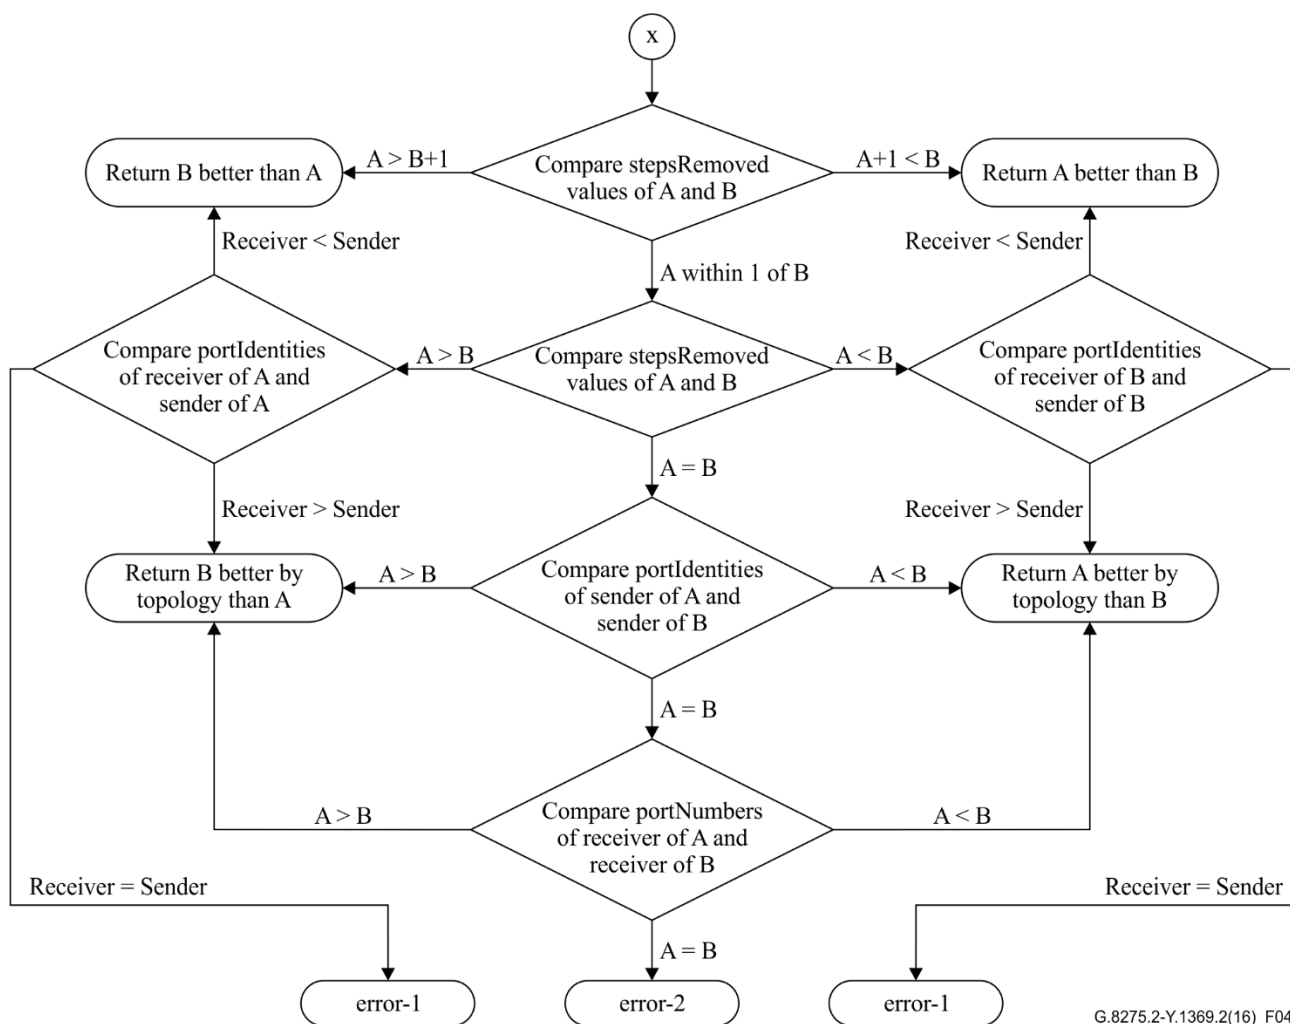 x
Return B better than A
A > B+1
Compare stepsRemoved
values of A and B
A+1 < B
Return A better than B
Receiver < Sender
Receiver < Sender
A within 1 of B
Compare portIdentities
of receiver of A and
sender of A
A > B
Compare stepsRemoved
values of A and B
A < B
Compare portIdentities
of receiver of B and
sender of B
A = B
Receiver > Sender
Receiver > Sender
Return B better by
topology than A
A > B
Compare portIdentities
of sender of A and
sender of B
A < B
Return A better by
topology than B
A = B
A > B
Compare portNumbers
of receiver of A and
receiver of B
A < B
Receiver = Sender
Receiver = Sender
A = B
error-1
error-2
error-1
G.8275.2-Y.1369.2(16)_F04